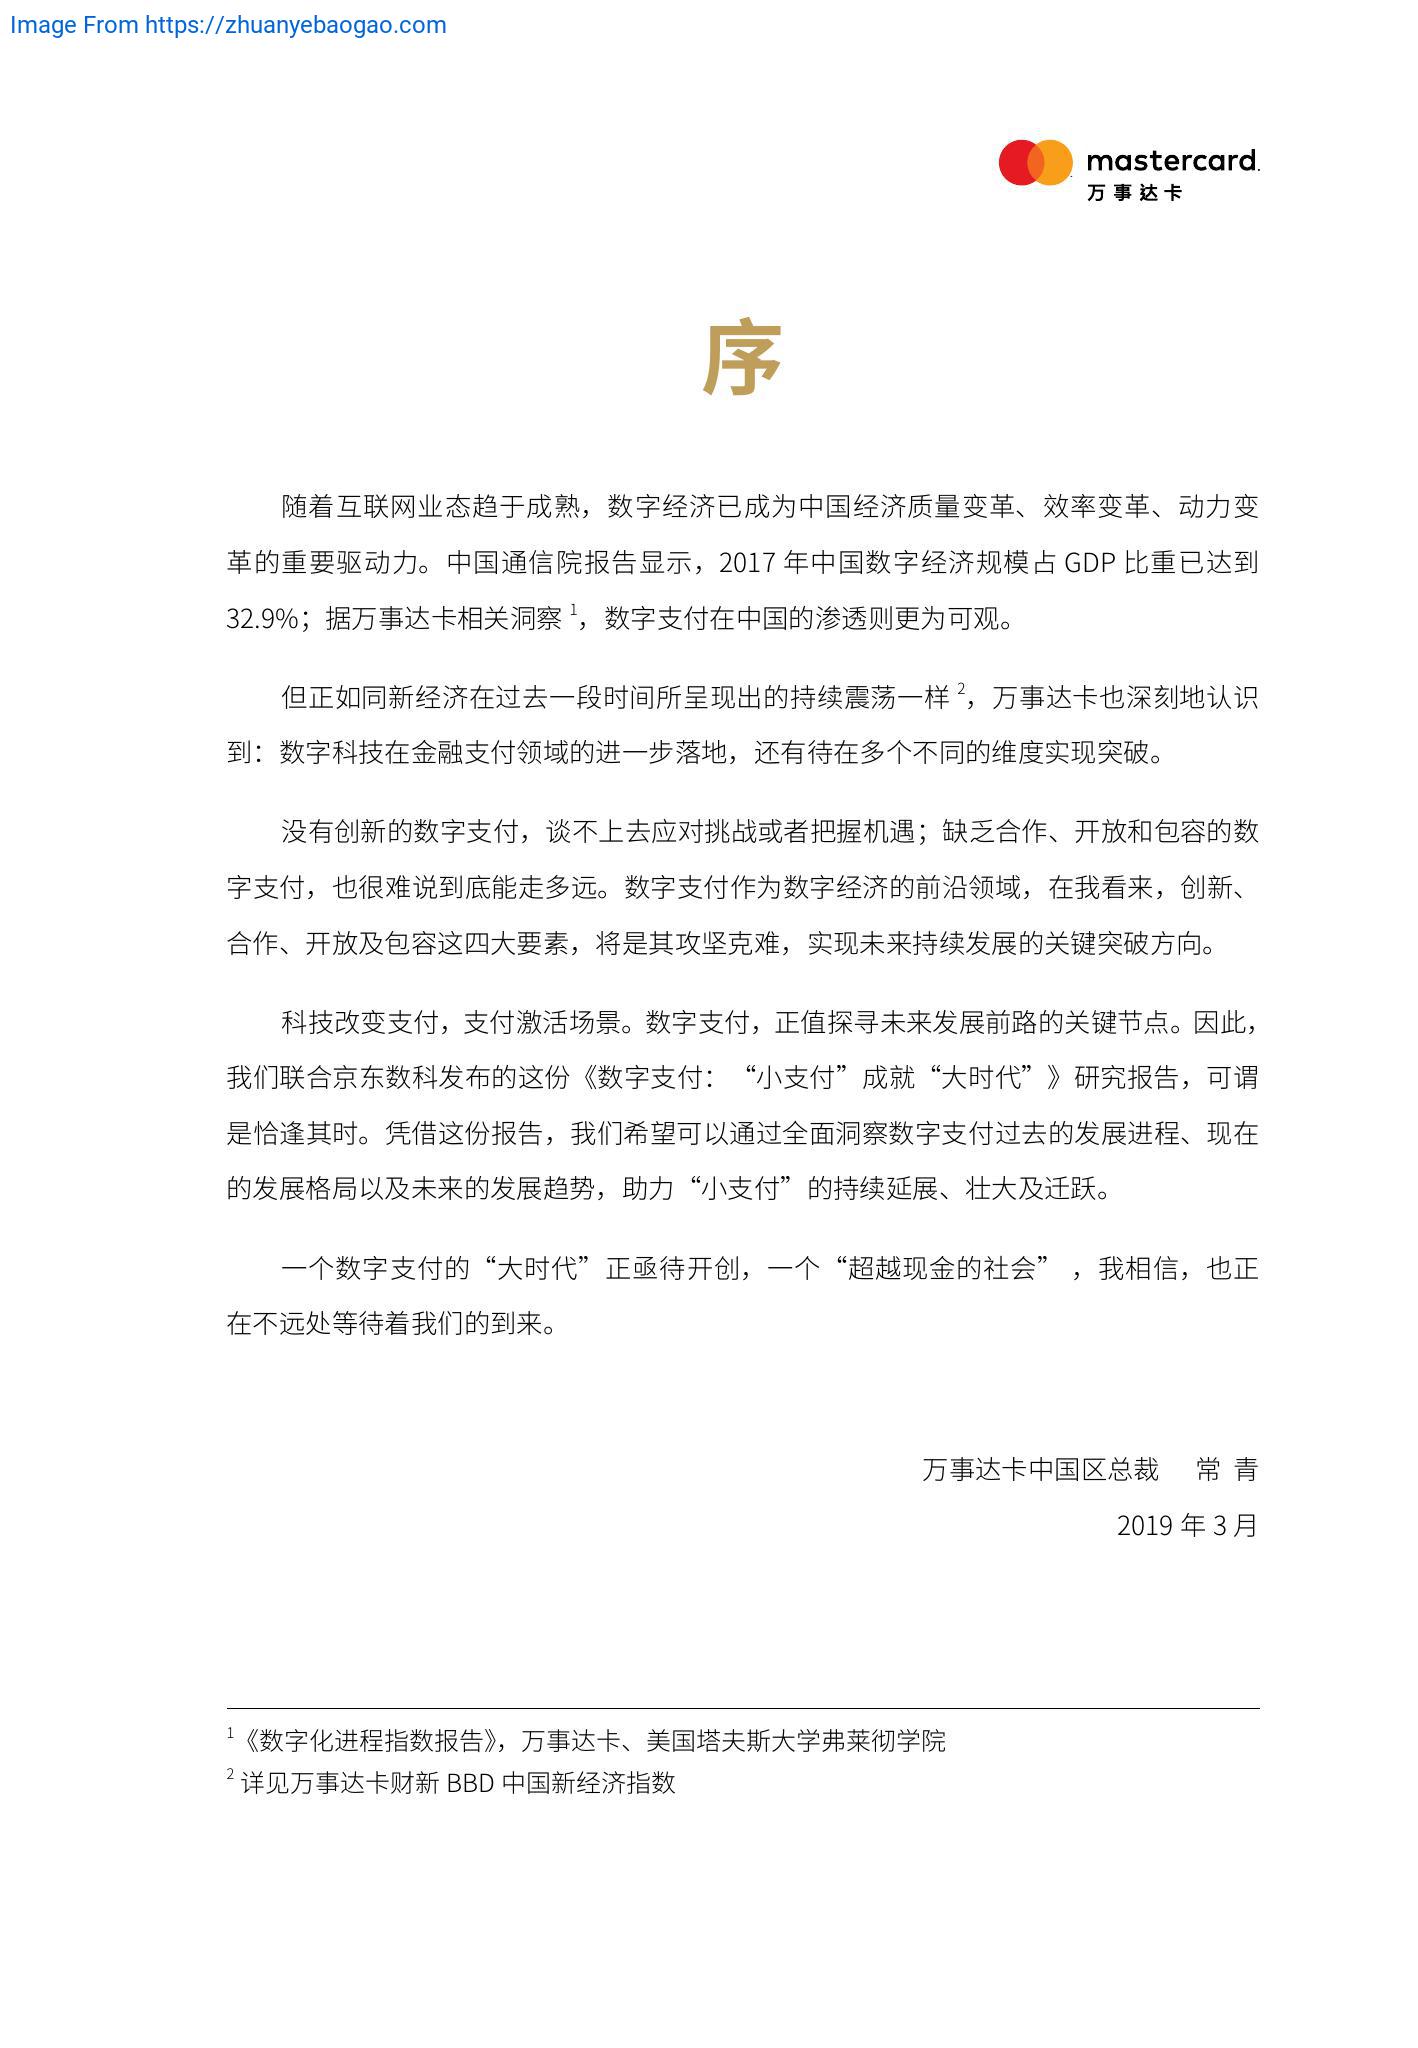 Image From https://zhuanyebaogao.com
mastercard.
万事达卡
序
随着互联网业态趋于成熟，数字经济已成为中国经济质量变革、效率变革、动力变
革的重要驱动力。中国通信院报告显示，2017 年中国数字经济规模占 GDP 比重已达到
32.9%；据万事达卡相关洞察 1，数字支付在中国的渗透则更为可观。
但正如同新经济在过去一段时间所呈现出的持续震荡一样 2，万事达卡也深刻地认识
到：数字科技在金融支付领域的进一步落地，还有待在多个不同的维度实现突破。
没有创新的数字支付，谈不上去应对挑战或者把握机遇；缺乏合作、开放和包容的数
字支付，也很难说到底能走多远。数字支付作为数字经济的前沿领域，在我看来，创新、
合作、开放及包容这四大要素，将是其攻坚克难，实现未来持续发展的关键突破方向。
科技改变支付，支付激活场景。数字支付，正值探寻未来发展前路的关键节点。因此，
我们联合京东数科发布的这份《数字支付：“小支付”成就“大时代”》研究报告，可谓
是恰逢其时。凭借这份报告，我们希望可以通过全面洞察数字支付过去的发展进程、现在
的发展格局以及未来的发展趋势，助力“小支付”的持续延展、壮大及迁跃。
一个数字支付的“大时代”正亟待开创，一个“超越现金的社会” ，我相信，也正
在不远处等待着我们的到来。
万事达卡中国区总裁 常 青
2019 年 3 月
1《数字化进程指数报告》，万事达卡、美国塔夫斯大学弗莱彻学院
2 详见万事达卡财新 BBD 中国新经济指数